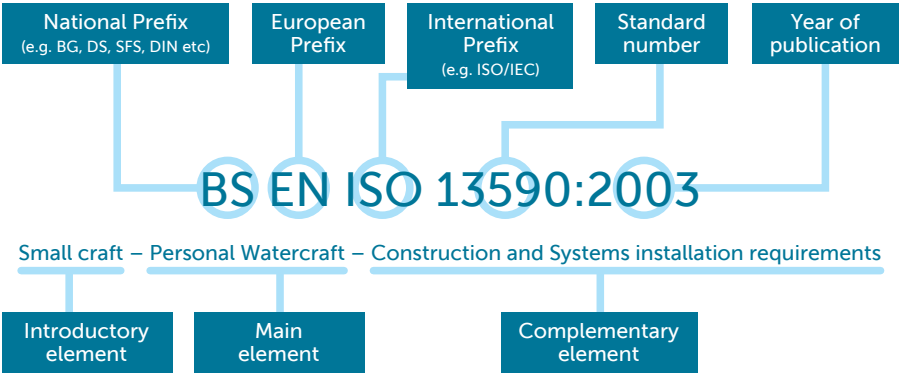 National Prefix
(e.g. BG, DS, SFS, DIN etc)
European
Prefix
International
Prefix
(e.g. ISO/IEC)
Standard
number
Year of
publication
BS EN ISO 13590:2003
Small craft – Personal Watercraft – Construction and Systems installation requirements
Introductory
element
Main
element
Complementary
element